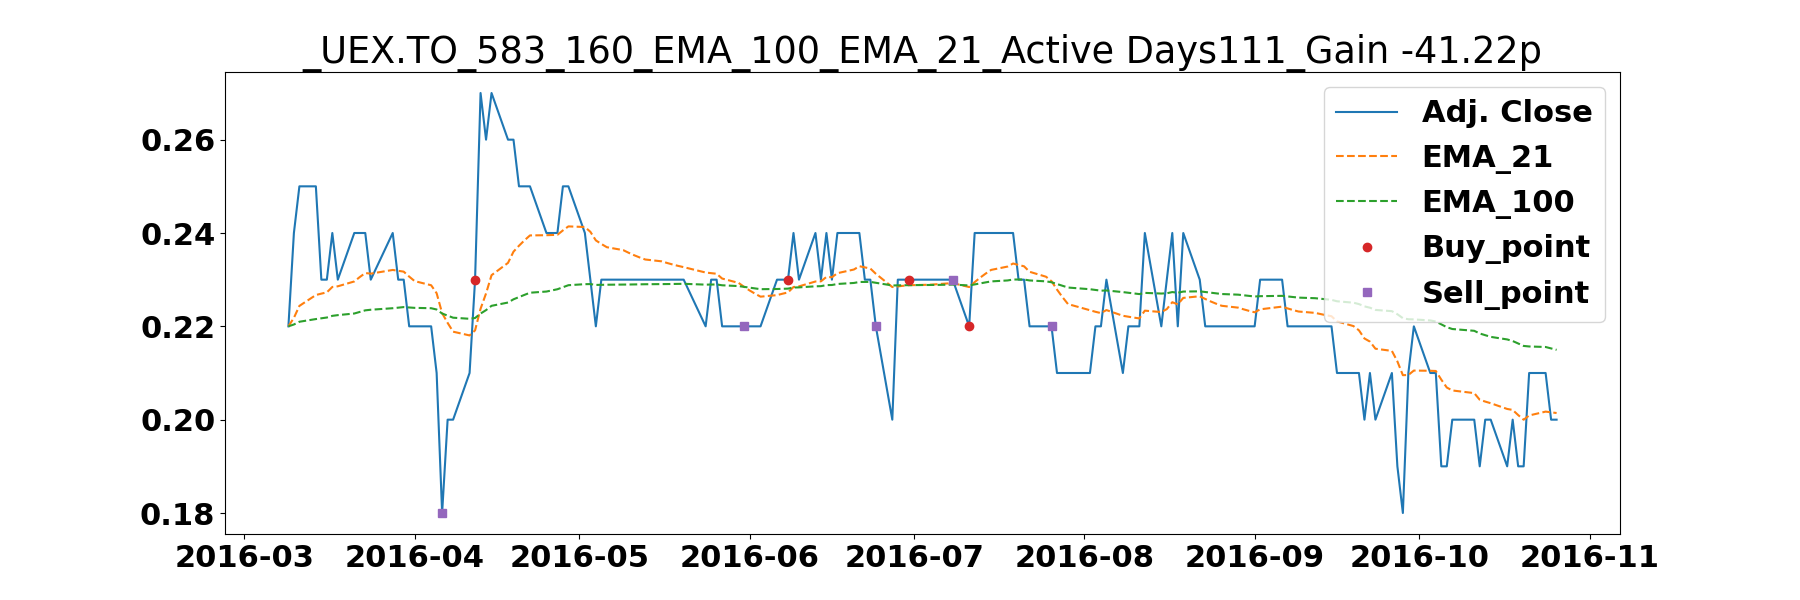 _UEX.TO_583_160_EMA_100_EMA_21_Active Days111_Gain -41.22p
Adj. Close
EMA_21
EMA_100
Buy_point
Sell_point
0.26
0.24
0.22
0.20
0.18
2016-03 2016-04 2016-05 2016-06 2016-07 2016-08 2016-09 2016-10 2016-11